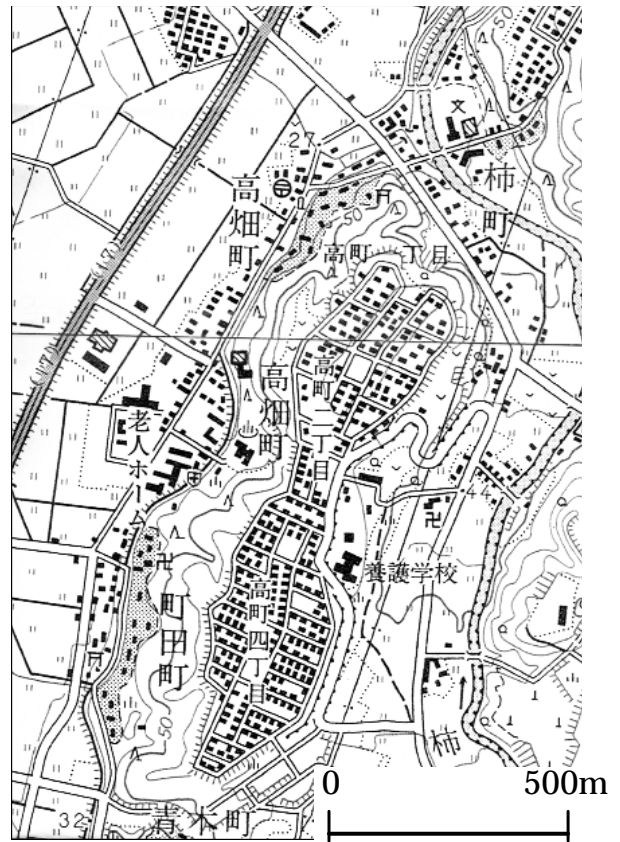 50
27
柿町
高畑町
50
高町一丁目
高町二丁目
高畑町
老人ホーム
44
養護学校
高町四丁目
町田町
50
柿
32
青木町
0 500m